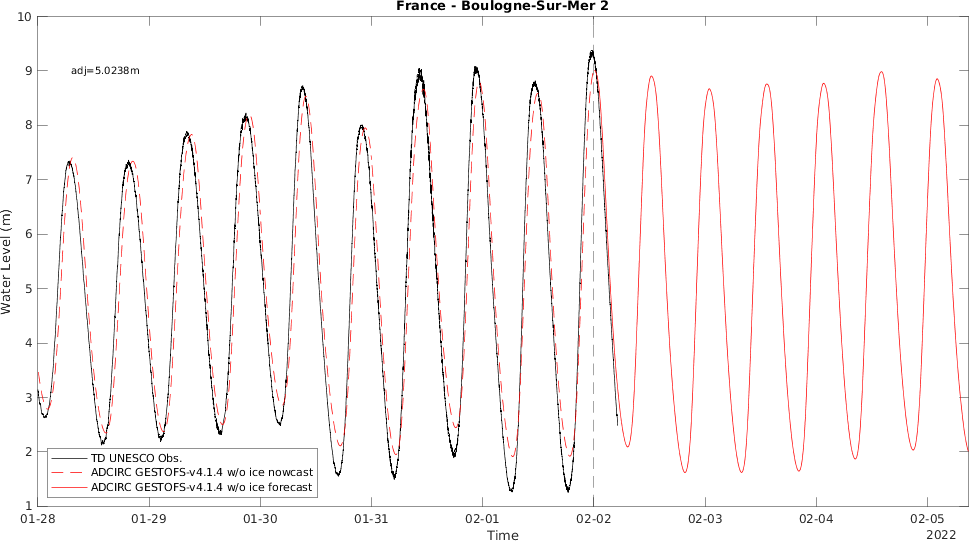 France - Boulogne-Sur-Mer 2
10
adj=5.0238m
9
8
7
6
5
4
3
2
1
Water Level (m)
TD UNESCO Obs.
ADCIRC GESTOFS-v4.1.4 w/o ice nowcast
ADCIRC GESTOFS-v4.1.4 w/o ice forecast
01-28 01-29 01-30 01-31 02-01 02-02 02-03 02-04 02-05
Time
2022